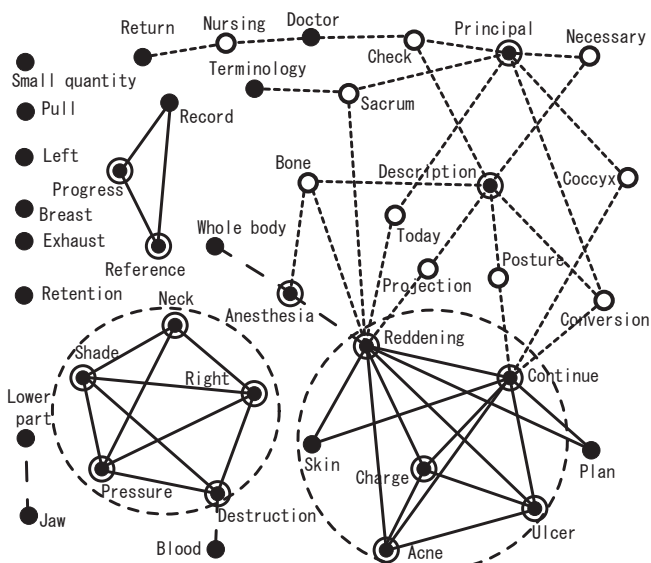 Return
Nursing
Doctor
Principal
Necessary
Check
Small quantity
Terminology
Sacrum
Pull
Record
Left
Progress
Bone
Description
Coccyx
Breast
Exhaust
Whole body
Today
Reference
Projection
Posture
Retention
Neck
Anesthesia
Conversion
Shade
Right
Reddening
Continue
Lower
part
Skin
Charge
Plan
Pressure
Destruction
Jaw
Ulcer
Blood
Acne